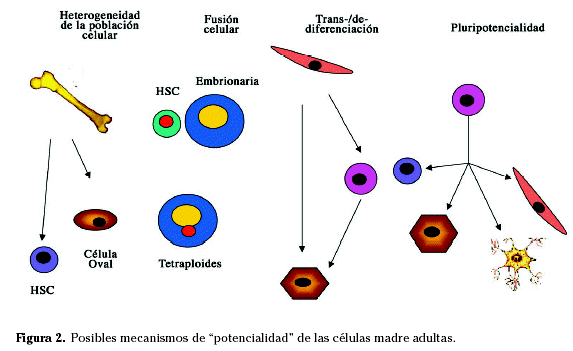 Heterogeneidad
de la población
celular
Fusión
celular
Trans-/de-
diferenciación
Pluripotencialidad
HSC
Embrionaria
Célula
Oval
HSC
Tetraploides
Figura 2. Posibles mecanismos de “potencialidad” de las células madre adultas.